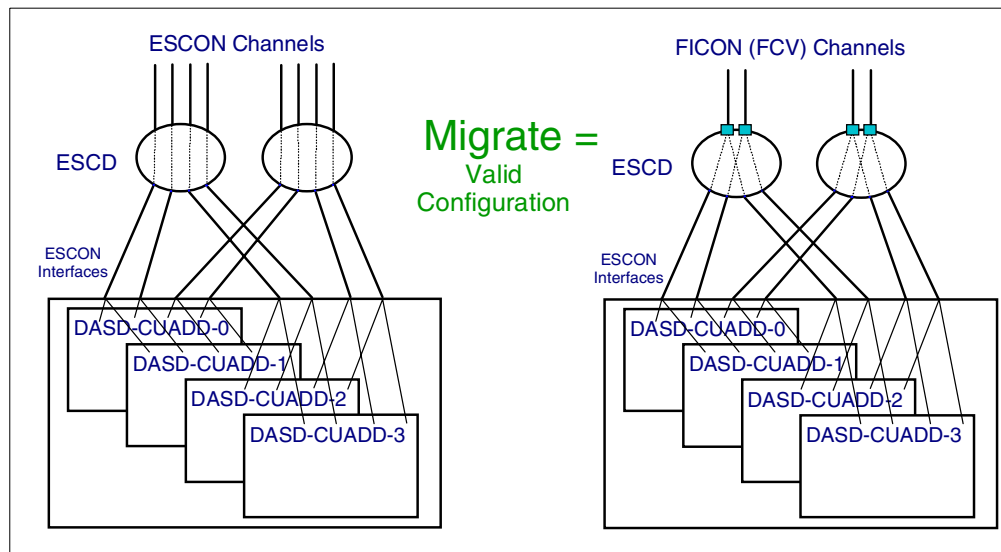 ESCON Channels
FICON (FCV) Channels
Migrate =
Valid
Configuration
ESCD
ESCD
ESCON
Interfaces
ESCON
Interfaces
DASD-CUADD-0
DASD-CUADD-1
DASD-CUADD-2
DASD-CUADD-3
DASD-CUADD-0
DASD-CUADD-1
DASD-CUADD-2
DASD-CUADD-3